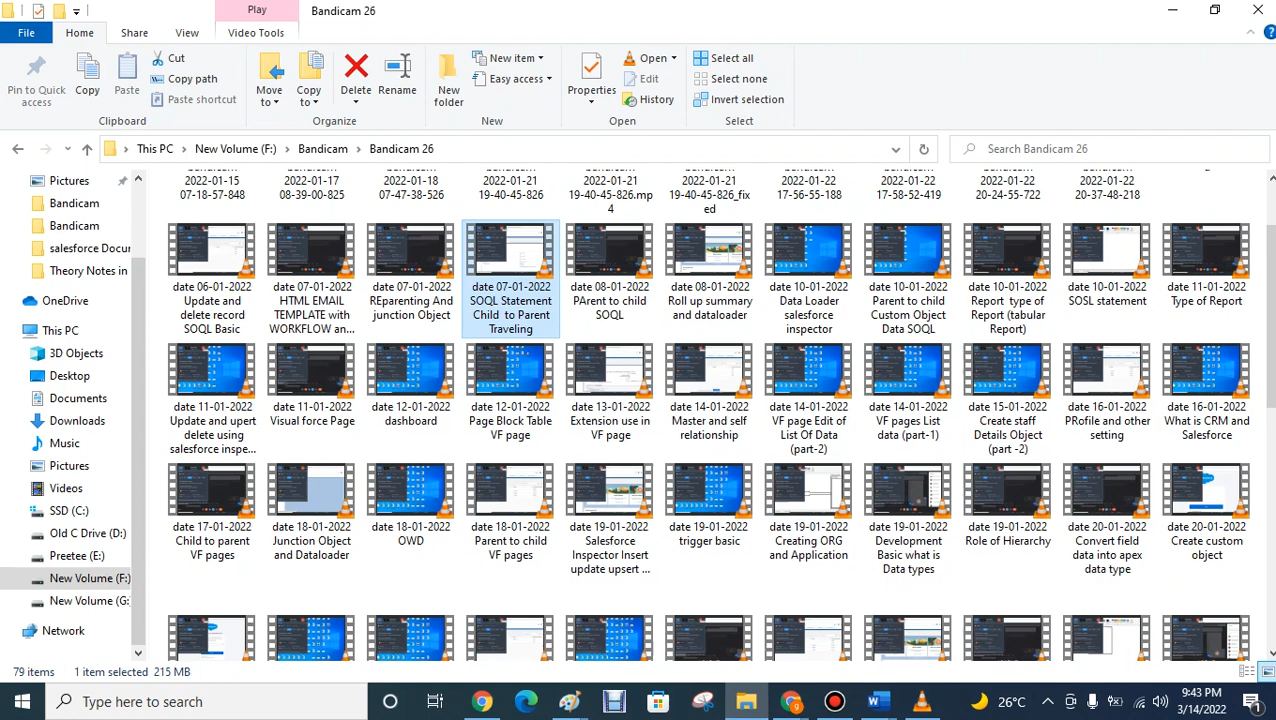 Play
Bandicam 26
File
Home
Share
View
Video Tools
Pin to Quick
access
Copy
Paste
Cut
Copy path
Paste shortcut
Clipboard
Move
to
Copy
to
Delete
Rename
Organize
New
folder
New item
Easy access
New
Properties
Open
Edit
History
Open
Select all
Select none
Invert selection
Select
This PC
New Volume (F:)
Bandicam
Bandicam 26
Search Bandicam 26
Pictures
Bandicam
Bandicam
salesforce Docur
Theory Notes in
OneDrive
This PC
3D Objects
Desktop
Documents
Downloads
Music
Pictures
Videos
SSD (C:)
Old C Drive (D:)
Preetee (E:)
New Volume (F:)
New Volume (G:
Network
2022-01-15
07-18-57-848
2022-01-17
08-39-00-825
2022-01-18
07-47-38-526
2022-01-21
19-40-45-826
2022-01-21
19-40-45-826.mp
4
2022-01-21
19-40-45-826_fix
ed
2022-01-22
17-56-55-188
2022-01-22
17-58-52-419
2022-01-22
20-24-55-722
2022-01-22
20-37-48-218
date 06-01-2022
Update and
delete record
SOQL Basic
date 07-01-2022
HTML EMAIL
TEMPLATE with
WORKFLOW an...
date 07-01-2022
REparenting And
junction Object
date 07-01-2022
SOQL Statement
Child to Parent
Traveling
date 08-01-2022
PArent to child
SOQL
date 08-01-2022
Roll up summary
and dataloader
date 10-01-2022
Data Loader
salesforce
inspector
date 10-01-2022
Parent to child
Custom Object
Data SOQL
date 10-01-2022
Report type of
report (tabular
Report)
date 10-01-2022
SOSL statement
date 11-01-2022
Type of Report
date 11-01-2022
Update and upert
delete using
salesforce inspe...
date 11-01-2022
Visual force Page
date 12-01-2022
dashboard
date 12-01-2022
Page Block Table
VF page
date 13-01-2022
Extension use in
VF page
date 14-01-2022
Master and self
relationship
date 14-01-2022
VF page Edit of
List Of Data
(part-2)
date 14-01-2022
VF pages List
data (part-1)
date 15-01-2022
Create staff
Details Object
(part -2)
date 16-01-2022
PRofile and other
setting
date 16-01-2022
What is CRM and
Salesforce
date 17-01-2022
Child to parent
VF pages
date 18-01-2022
Junction Object
and Dataloader
date 18-01-2022
OWD
date 18-01-2022
Parent to child
VF pages
date 19-01-2022
Salesforce
Inspector Insert
update upsert ...
date 19-01-2022
trigger basic
date 19-01-2022
Creating ORG
and Application
date 19-01-2022
Development
Basic what is
Data types
date 19-01-2022
Role of Hierarchy
date 20-01-2022
Convert field
data into apex
data type
date 20-01-2022
Create custom
object
79 items
1 item selected 215 MB
Type here to search
26°C
9:43 PM
3/14/2022